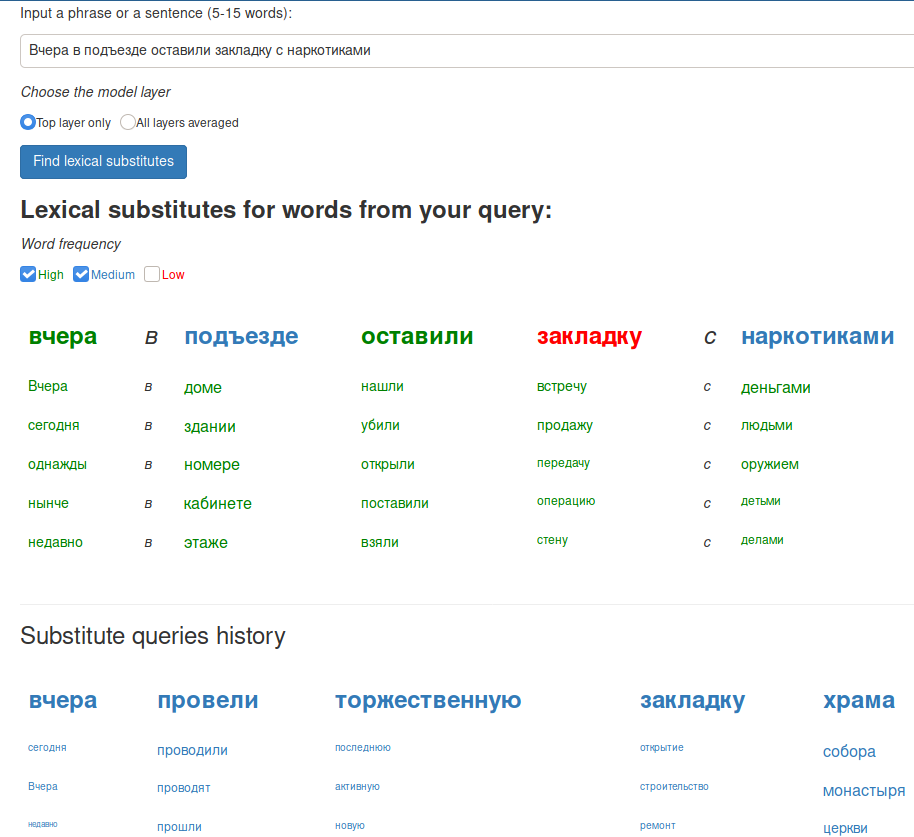 Input a phrase or a sentence (5-15 words):
Вчера в подъезде оставили закладку с наркотиками
Choose the model layer
Top layer only All layers averaged
Find lexical substitutes
Lexical substitutes for words from your query:
Word frequency
High Medium Low
вчера в подъезде оставили закладку с наркотиками
Вчера в доме нашли встречу с деньгами
сегодня в здании убили продажу с людьми
однажды в номере открыли передачу с оружием
нынче в кабинете поставили операцию с детьми
недавно в этаже взяли стену с делами
Substitute queries history
вчера провели торжественную закладку храма
сегодня проводили последнюю открытие собора
Вчера проводят активную строительство монастыря
недавно прошли новую ремонт церкви